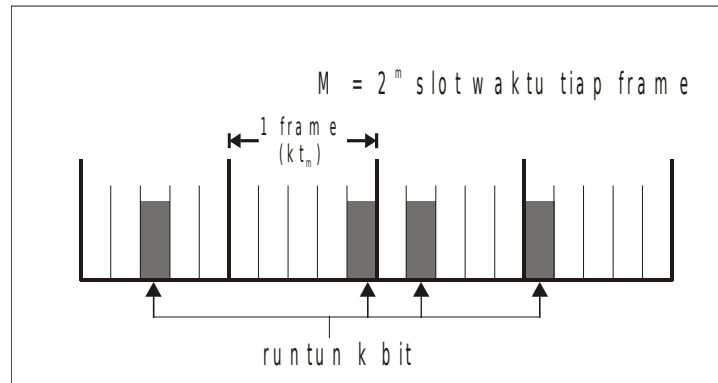 M = 2^m slot waktu tiap frame
1 frame
(kt_m)
runtun k bit